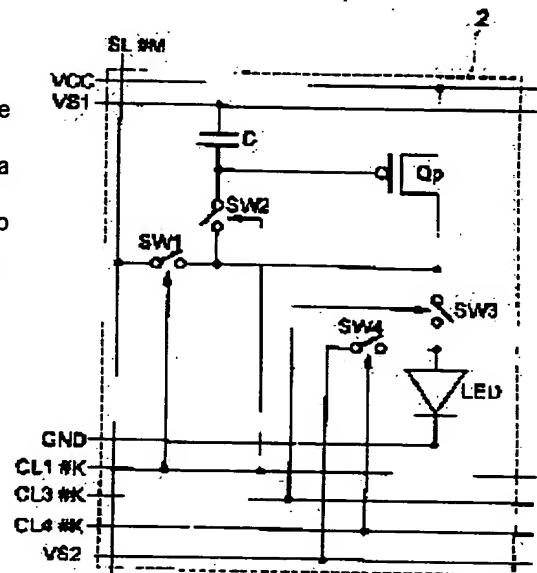 2
SL #M
VCC
VS1
e
C
a
Qp
o
SW2
SW1
SW3
SW4
LED
GND
CL1 #K
CL3 #K
CL4 #K
VS2